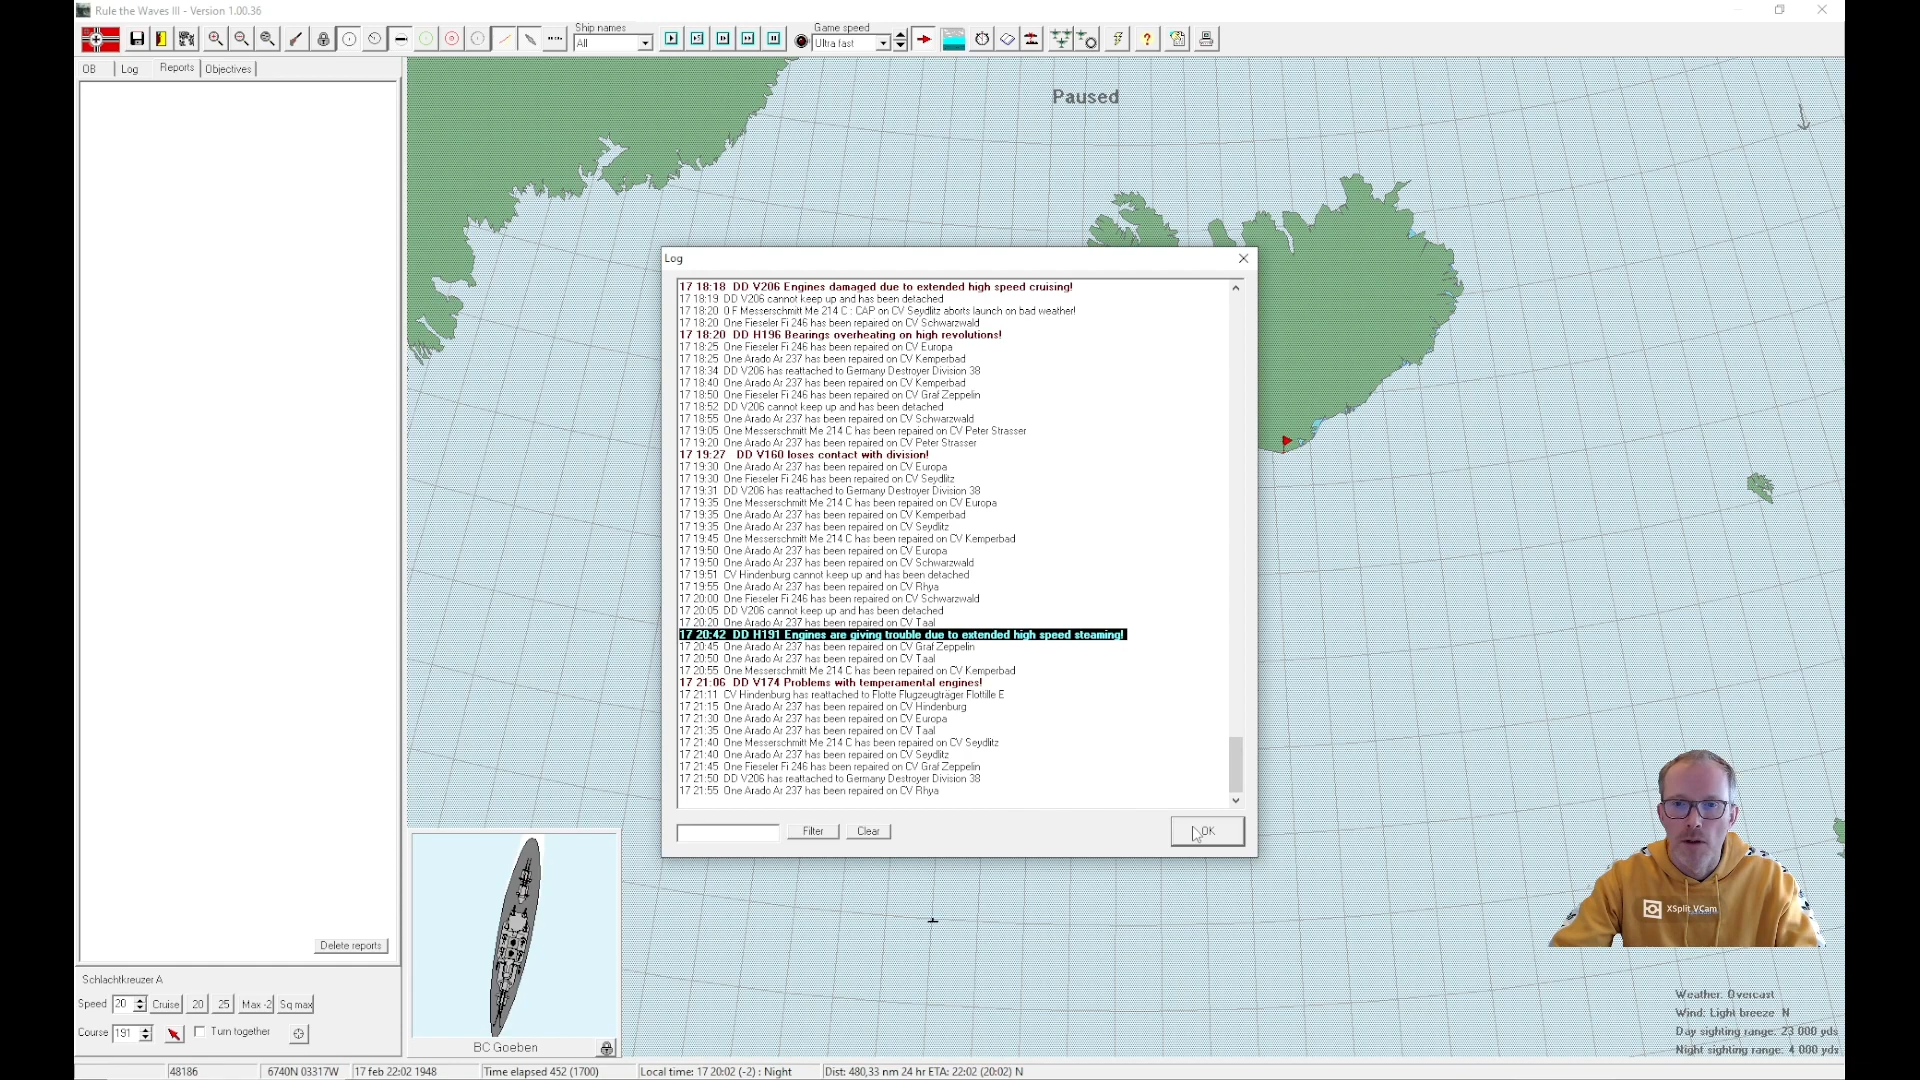 Rule the Waves III - Version 1.00.36
Ship names
All
Game speed
Ultra fast
OB
Log
Reports
Objectives
Paused
Log
17 18:18 DD V206 Engines damaged due to extended high speed cruising!
17 18:19 DD V206 cannot keep up and has been detached
17 18:20 0 F Messerschmitt Me 214 C : CAP on CV Seydlitz aborts launch on bad weather!
17 18:20 One Fieseler Fi 246 has been repaired on CV Schwarzwald
17 18:20 DD H196 Bearings overheating on high revolutions!
17 18:25 One Fieseler Fi 246 has been repaired on CV Europa
17 18:25 One Arado Ar 237 has been repaired on CV Kemperbad
17 18:34 DD V206 has reattached to Germany Destroyer Division 38
17 18:40 One Arado Ar 237 has been repaired on CV Kemperbad
17 18:50 One Fieseler Fi 246 has been repaired on CV Graf Zeppelin
17 18:52 DD V206 cannot keep up and has been detached
17 18:55 One Arado Ar 237 has been repaired on CV Schwarzwald
17 19:05 One Messerschmitt Me 214 C has been repaired on CV Peter Strasser
17 19:20 One Arado Ar 237 has been repaired on CV Peter Strasser
17 19:27 DD V160 loses contact with division!
17 19:30 One Arado Ar 237 has been repaired on CV Europa
17 19:30 One Fieseler Fi 246 has been repaired on CV Seydlitz
17 19:31 DD V206 has reattached to Germany Destroyer Division 38
17 19:35 One Messerschmitt Me 214 C has been repaired on CV Europa
17 19:35 One Arado Ar 237 has been repaired on CV Kemperbad
17 19:35 One Arado Ar 237 has been repaired on CV Seydlitz
17 19:45 One Messerschmitt Me 214 C has been repaired on CV Kemperbad
17 19:50 One Arado Ar 237 has been repaired on CV Europa
17 19:50 One Arado Ar 237 has been repaired on CV Schwarzwald
17 19:51 CV Hindenburg cannot keep up and has been detached
17 19:55 One Arado Ar 237 has been repaired on CV Rhya
17 20:00 One Fieseler Fi 246 has been repaired on CV Schwarzwald
17 20:05 DD V206 cannot keep up and has been detached
17 20:20 One Arado Ar 237 has been repaired on CV Taal
17 20:42 DD H191 Engines are giving trouble due to extended high speed steaming!
17 20:45 One Arado Ar 237 has been repaired on CV Graf Zeppelin
17 20:50 One Arado Ar 237 has been repaired on CV Taal
17 20:55 One Messerschmitt Me 214 C has been repaired on CV Kemperbad
17 21:06 DD V174 Problems with temperamental engines!
17 21:11 CV Hindenburg has reattached to Flotte Flugzeugträger Flottille E
17 21:15 One Arado Ar 237 has been repaired on CV Hindenburg
17 21:30 One Arado Ar 237 has been repaired on CV Europa
17 21:35 One Arado Ar 237 has been repaired on CV Taal
17 21:40 One Messerschmitt Me 214 C has been repaired on CV Seydlitz
17 21:40 One Arado Ar 237 has been repaired on CV Seydlitz
17 21:45 One Fieseler Fi 246 has been repaired on CV Graf Zeppelin
17 21:50 DD V206 has reattached to Germany Destroyer Division 38
17 21:55 One Arado Ar 237 has been repaired on CV Rhya
Filter
Clear
OK
XSplit VCam
Delete reports
Schlachtkreuzer A
Speed 20 Cruise 20 25 Max -2 Sq max
Course 191 Turn together
BC Goeben
Weather: Overcast
Wind: Light breeze N
Day sighting range: 23 000 yds
Night sighting range: 4 000 yds
48186
6740N 03317W
17 feb 22:02 1948
Time elapsed 452 (1700)
Local time: 17 20:02 (-2) : Night
Dist: 480,33 nm 24 hr ETA: 22:02 (20:02) N